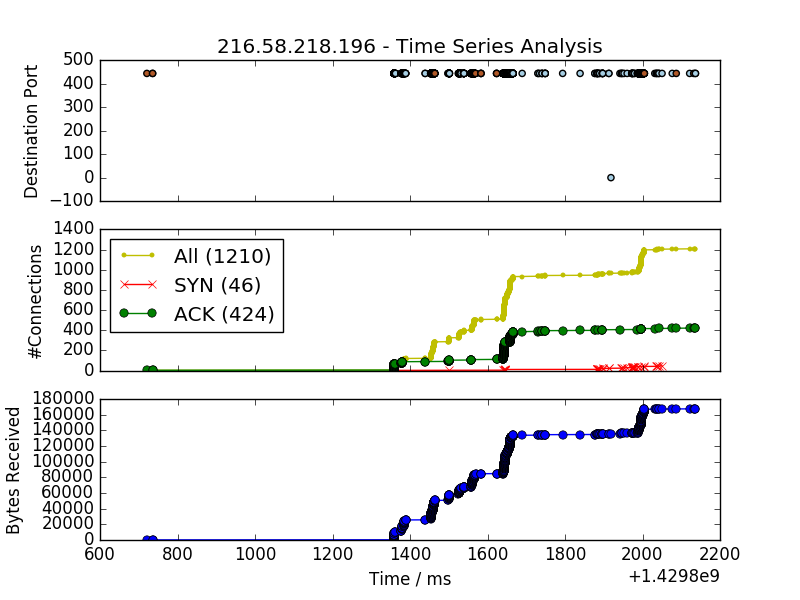 216.58.218.196 - Time Series Analysis
Destination Port
500
400
300
200
100
0
−100
#Connections
1400
1200
1000
800
600
400
200
0
All (1210)
SYN (46)
ACK (424)
Bytes Received
180000
160000
140000
120000
100000
80000
60000
40000
20000
0
600 800 1000 1200 1400 1600 1800 2000 2200
Time / ms
+1.4298e9